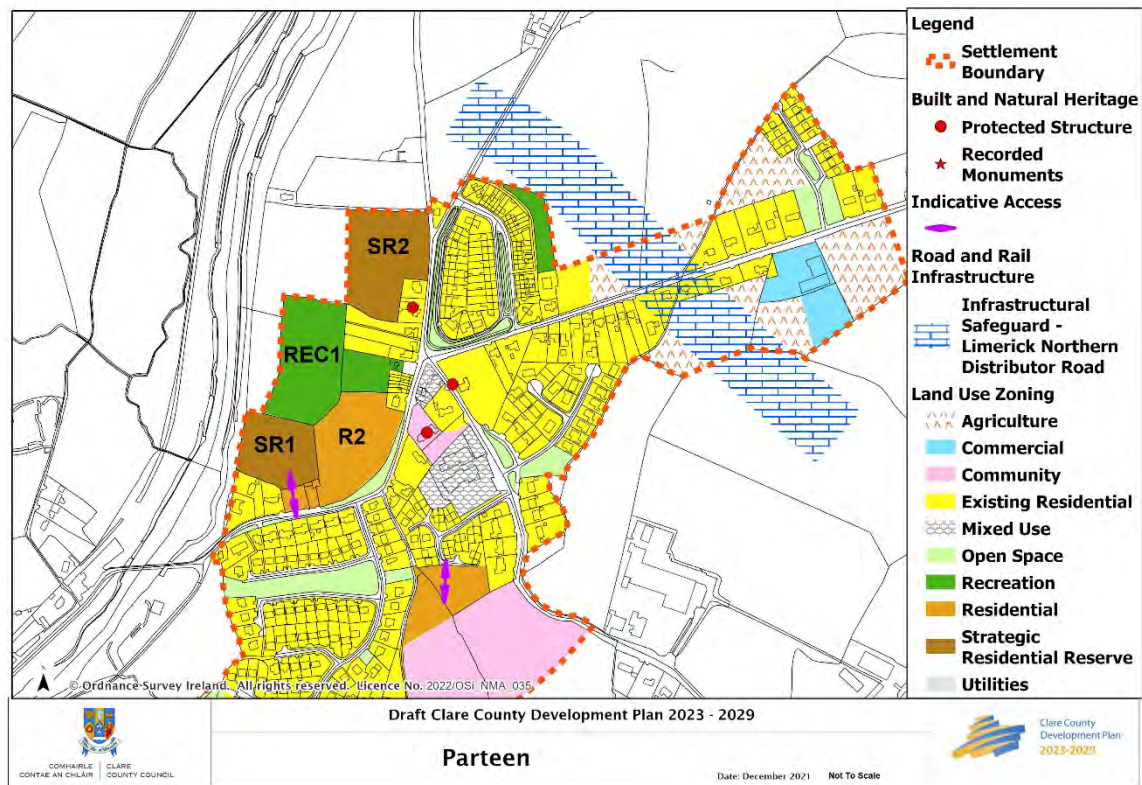 SR2
REC1
SR1
R2
© Ordnance Survey Ireland. All rights reserved. Licence No. 2022/OSi_NMA_035
Legend
Settlement
Boundary
Built and Natural Heritage
Protected Structure
Recorded
Monuments
Indicative Access
Road and Rail
Infrastructure
Infrastructural
Safeguard -
Limerick Northern
Distributor Road
Land Use Zoning
Agriculture
Commercial
Community
Existing Residential
Mixed Use
Open Space
Recreation
Residential
Strategic
Residential Reserve
Utilities
COMHAIRLE
CONTAE AN CHLÁIR
CLARE
COUNTY COUNCIL
Draft Clare County Development Plan 2023 - 2029
Parteen
Date: December 2021 Not To Scale
Clare County
Development Plan
2023-2029